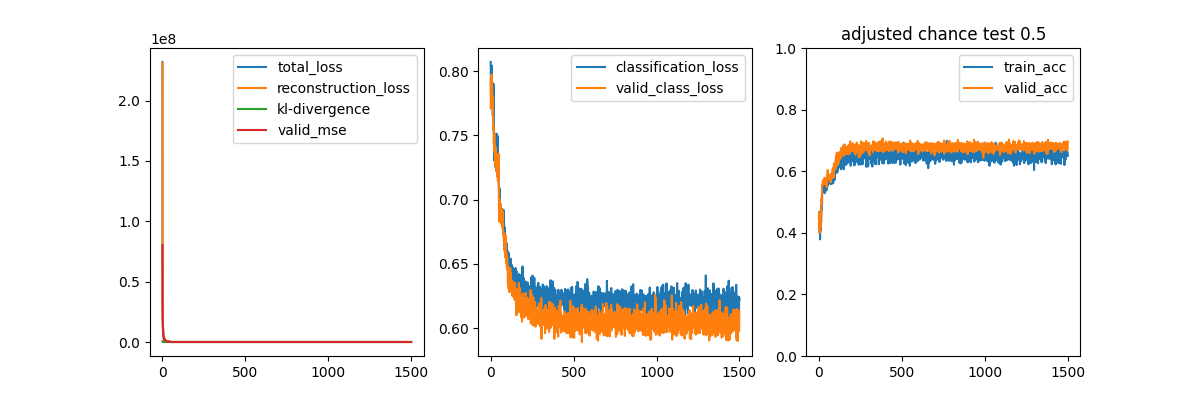 1e8
2.0
1.5
1.0
0.5
0.0
0
500
1000
1500
total_loss
reconstruction_loss
kl-divergence
valid_mse
0.80
0.75
0.70
0.65
0.60
0
500
1000
1500
classification_loss
valid_class_loss
adjusted chance test 0.5
1.0
0.8
0.6
0.4
0.2
0.0
0
500
1000
1500
train_acc
valid_acc